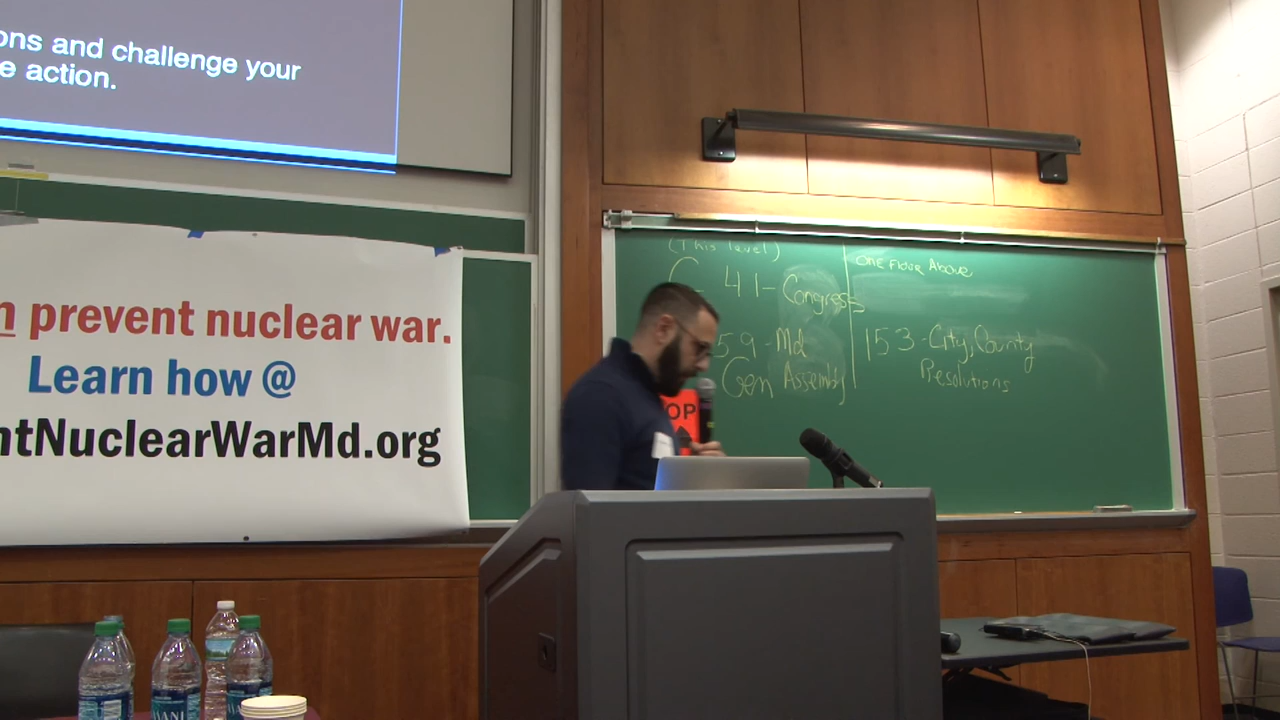 ons and challenge your
e action.
n prevent nuclear war.
Learn how @
ntNuclearWarMd.org
(This level)
C-41-Congress
59-Md
Gen Assembly
One Floor Above
153-City, County
Resolutions
OP